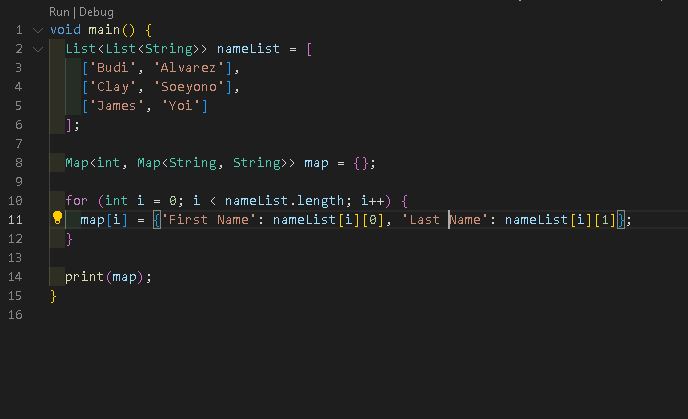 Run | Debug
1 void main() {
2 List<List<String>> nameList = [
3 ['Budi', 'Alvarez'],
4 ['Clay', 'Soeyono'],
5 ['James', 'Yoi']
6 ];
7
8 Map<int, Map<String, String>> map = {};
9
10 for (int i = 0; i < nameList.length; i++) {
11 map[i] = {'First Name': nameList[i][0], 'Last Name': nameList[i][1]};
12 }
13
14 print(map);
15 }
16